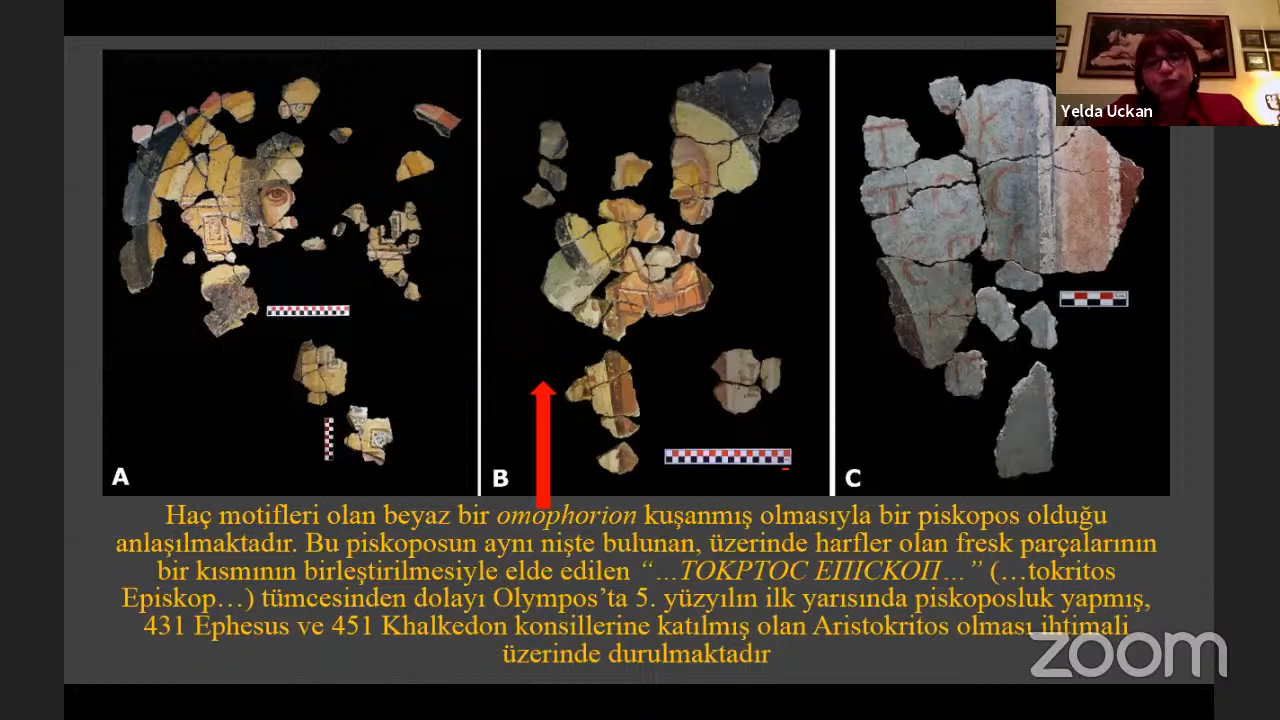 Yelda Uckan
A
B
C
Haç motifleri olan beyaz bir omophorion kuşanmış olmasıyla bir piskopos olduğu
anlaşılmaktadır. Bu piskoposun aynı nişte bulunan, üzerinde harfler olan fresk parçalarının
bir kısmının birleştirilmesiyle elde edilen “…ΤΟΚΡΤΟC ΕΠΙCΚΟΠ…” (…tokritos
Episkop…) tümcesinden dolayı Olympos’ta 5. yüzyılın ilk yarısında piskoposluk yapmış,
431 Ephesus ve 451 Khalkedon konsillerine katılmış olan Aristokritos olması ihtimali
üzerinde durulmaktadır
zoom